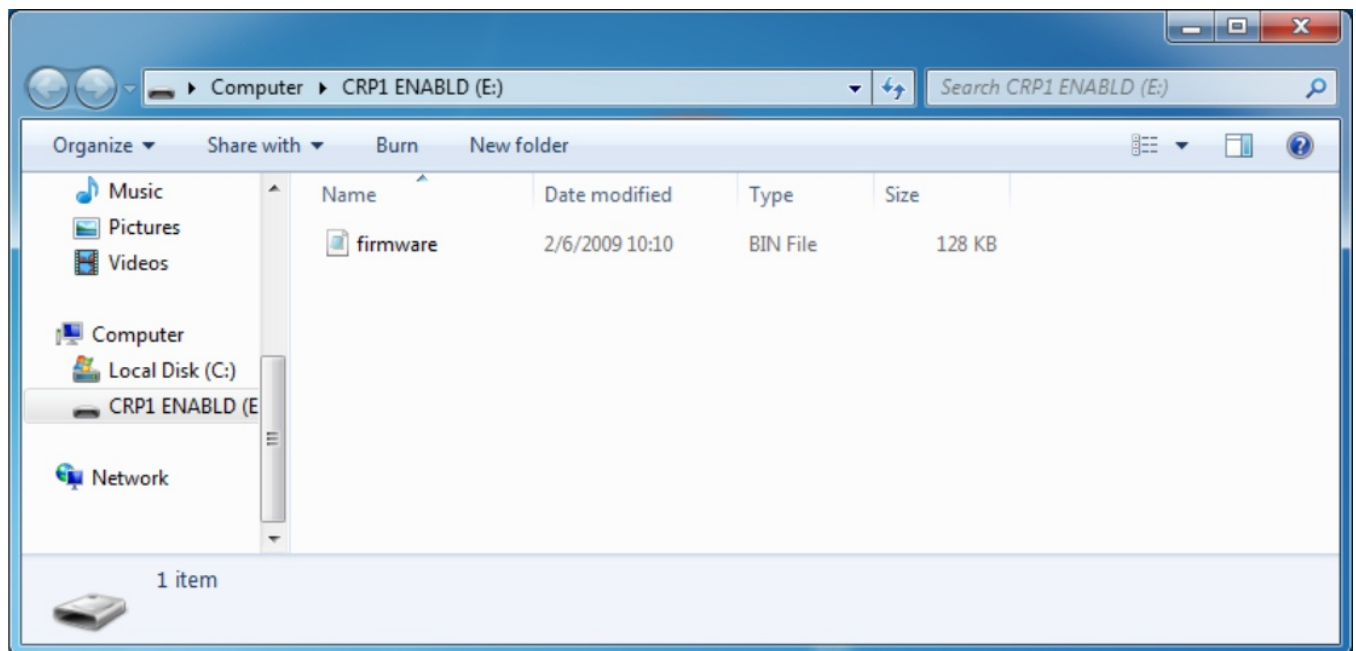 Computer ▸ CRP1 ENABLD (E:)
Search CRP1 ENABLD (E:)
Organize Share with Burn New folder
Music
Pictures
Videos
Computer
Local Disk (C:)
CRP1 ENABLD (E
Network
Name Date modified Type Size
firmware 2/6/2009 10:10 BIN File 128 KB
1 item